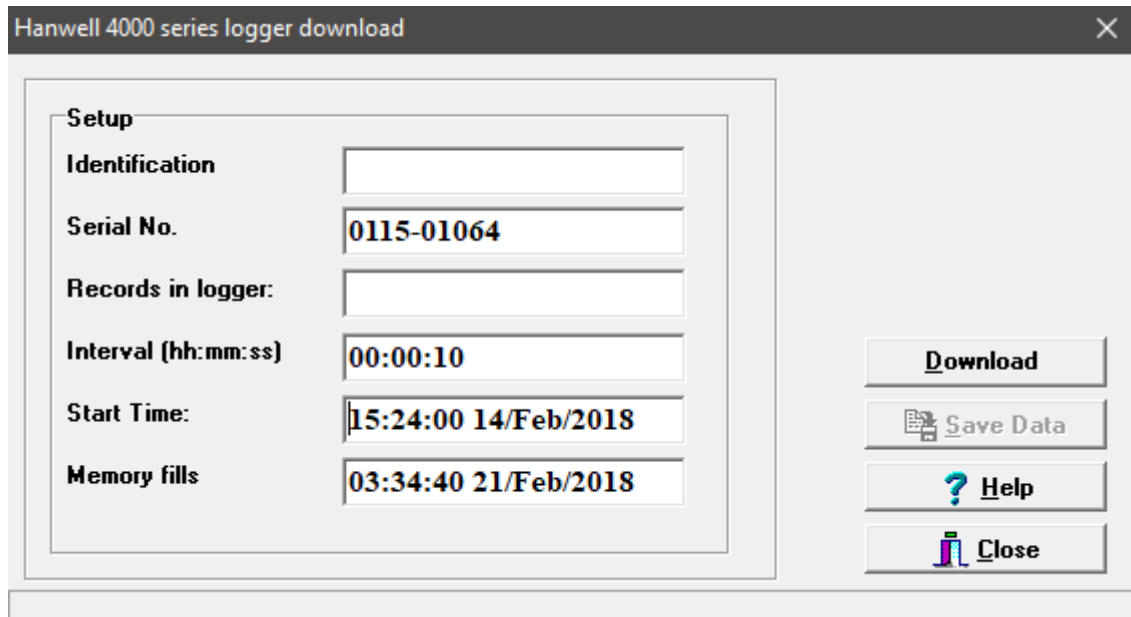 Hanwell 4000 series logger download
Setup
Identification
Serial No. 0115-01064
Records in logger:
Interval (hh:mm:ss) 00:00:10
Start Time: 15:24:00 14/Feb/2018
Memory fills 03:34:40 21/Feb/2018
Download
Save Data
? Help
Close